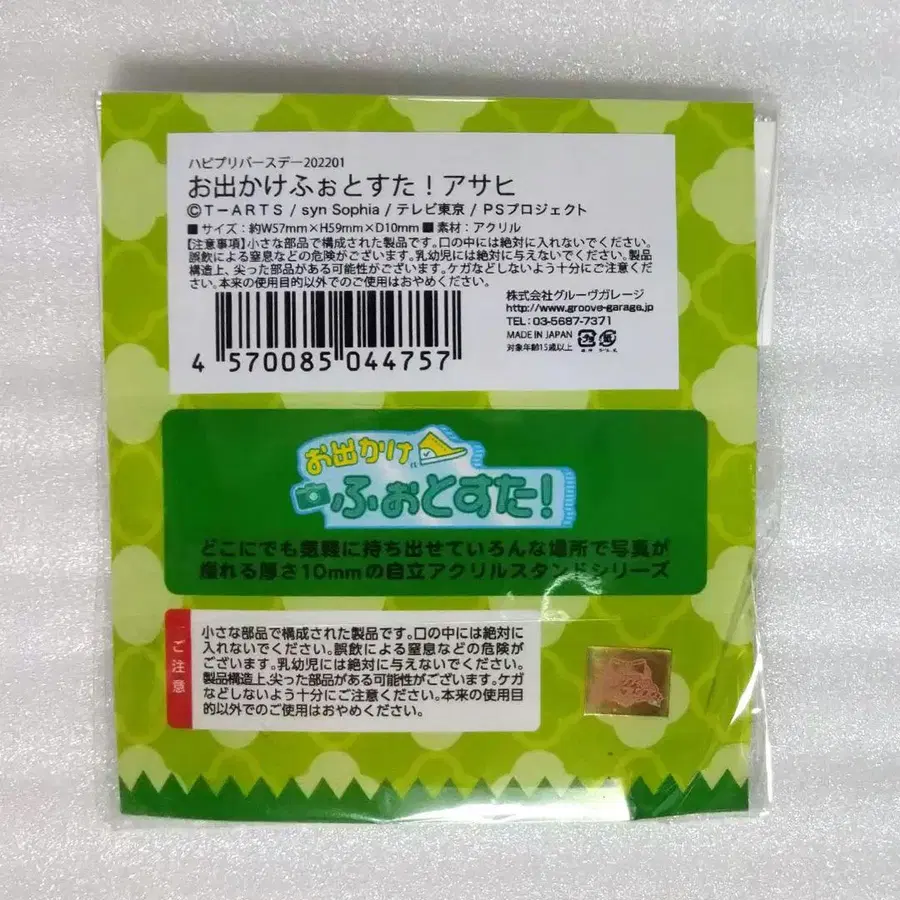 ハピプリバースデー202201
お出かけふぉとすた！アサヒ
©T-ARTS / syn Sophia / テレビ東京 / PSプロジェクト
■サイズ：約W57mm×H59mm×D10mm ■素材：アクリル
【注意事項】小さな部品で構成された製品です。口の中には絶対に入れないでください。
誤飲による窒息などの危険がございます。乳幼児には絶対に与えないでください。製品
構造上、尖った部品がある可能性がございます。ケガなどしないよう十分にご注意くださ
い。本来の使用目的以外でのご使用はおやめください。
株式会社グルーヴガレージ
http://www.groove-garage.jp
TEL：03-5687-7371
MADE IN JAPAN
対象年齢15歳以上
4 570085 044757
お出かけ
ふぉとすた！
どこにでも気軽に持ち出せていろんな場所で写真が
撮れる厚さ10mmの自立アクリルスタンドシリーズ
ご注意
小さな部品で構成された製品です。口の中には絶対に
入れないでください。誤飲による窒息などの危険がご
ざいます。乳幼児には絶対に与えないでください。
製品構造上、尖った部品がある可能性がございます。ケガ
などしないよう十分にご注意ください。本来の使用目
的以外でのご使用はおやめください。